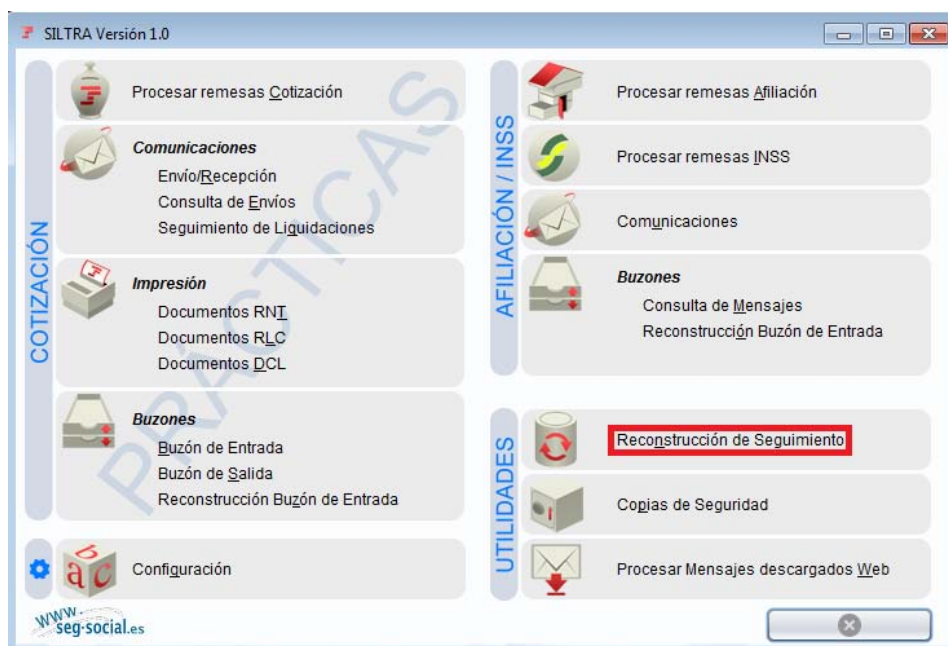 SILTRA Versión 1.0
COTIZACIÓN
Procesar remesas Cotización
Comunicaciones
Envío/Recepción
Consulta de Envíos
Seguimiento de Liquidaciones
Impresión
Documentos RNT
Documentos RLC
Documentos DCL
Buzones
Buzón de Entrada
Buzón de Salida
Reconstrucción Buzón de Entrada
Configuración
PRÁCTICAS
AFILIACIÓN / INSS
Procesar remesas Afiliación
Procesar remesas INSS
Comunicaciones
Buzones
Consulta de Mensajes
Reconstrucción Buzón de Entrada
UTILIDADES
Reconstrucción de Seguimiento
Copias de Seguridad
Procesar Mensajes descargados Web
b
a c
www.
seg-social.es